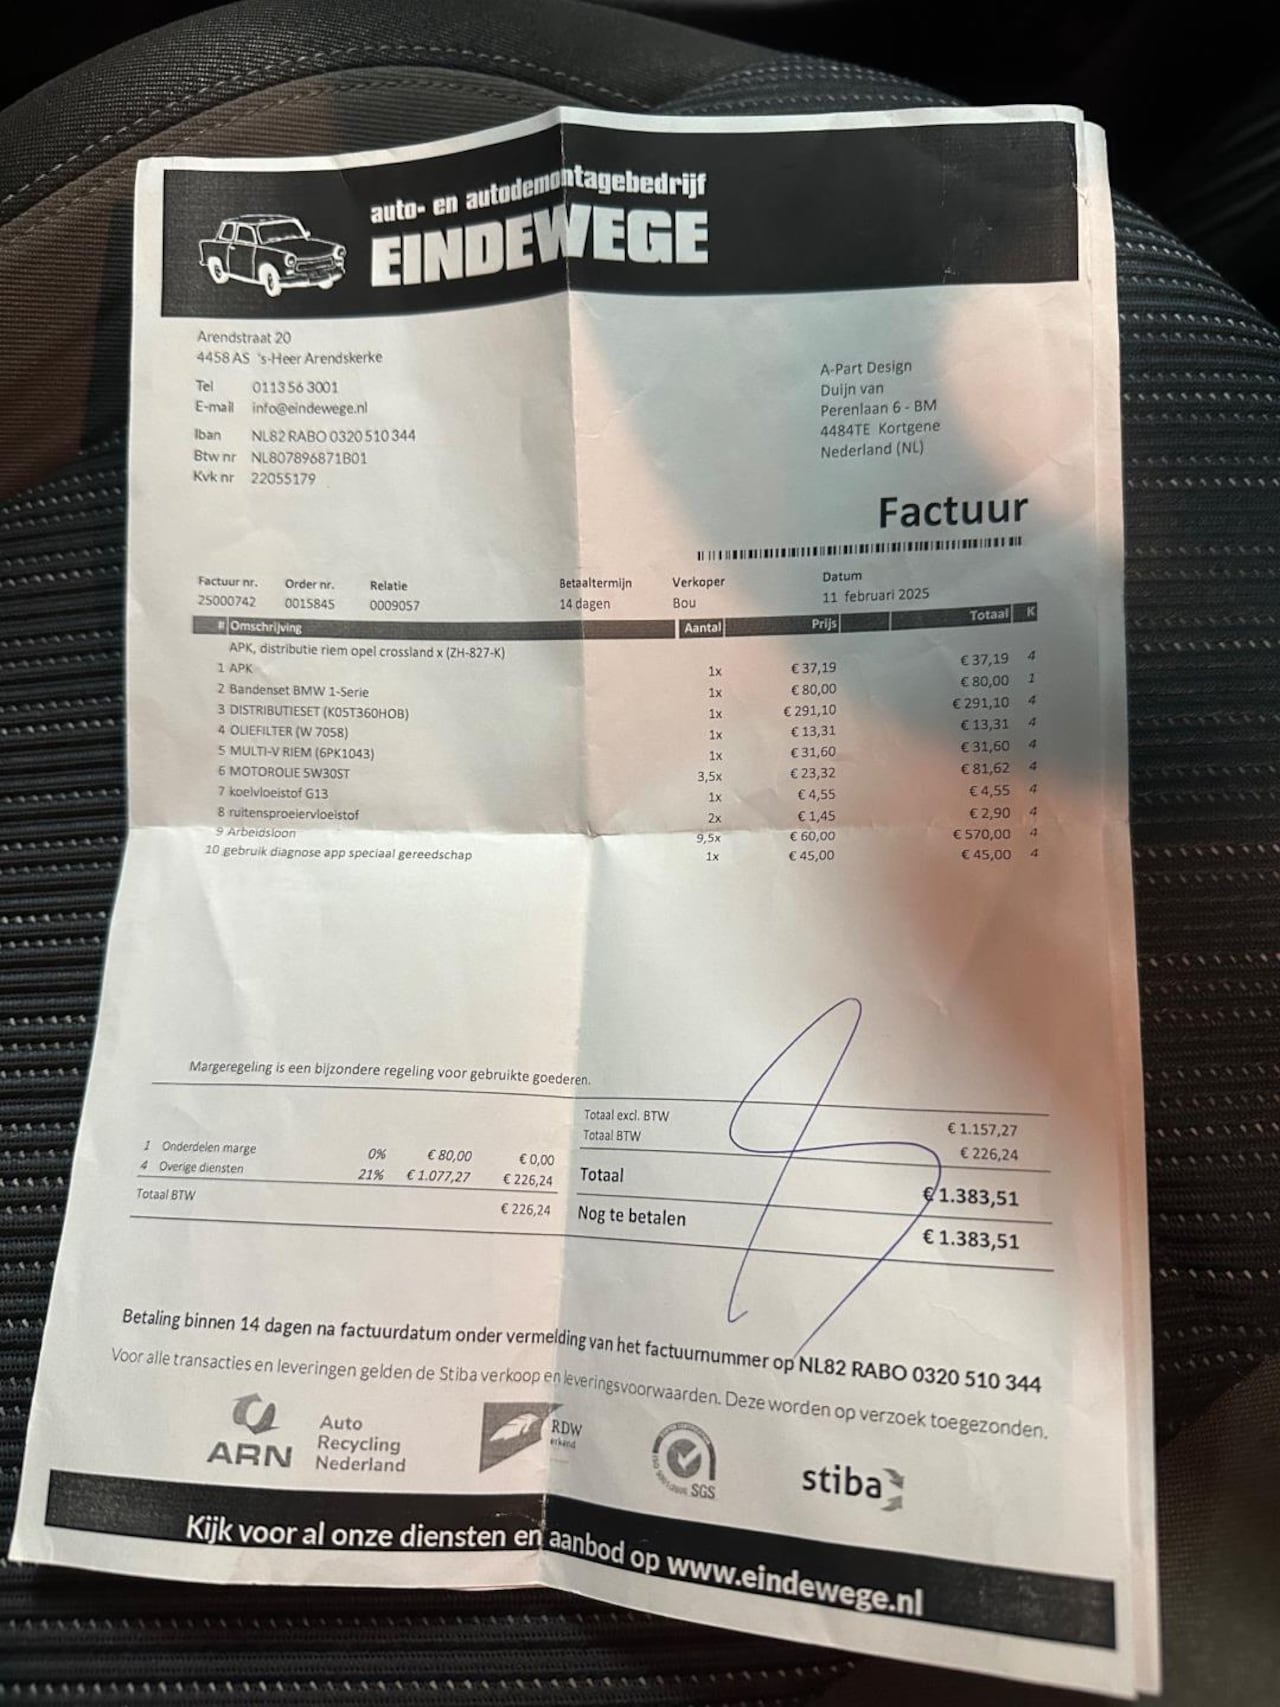 auto- en autodemontagebedrijf
EINDEWEGE
Arendstraat 20
4458 AS 's-Heer Arendskerke
Tel 0113 56 3001
E-mail info@eindewege.nl
Iban NL82 RABO 0320 510 344
Btw nr NL807896871B01
Kvk nr 22055179
A-Part Design
Duijn van
Perenlaan 6 - BM
4484TE Kortgene
Nederland (NL)
Factuur
Factuur nr. Order nr. Relatie Betaaltermijn Verkoper Datum
25000742 0015845 0009057 14 dagen Bou 11 februari 2025
# Omschrijving Aantal Prijs Totaal K
APK, distributie riem opel crossland x (ZH-827-K)
1 APK 1x € 37,19 € 37,19 4
2 Bandenset BMW 1-Serie 1x € 80,00 € 80,00 1
3 DISTRIBUTIESET (K05T360HOB) 1x € 291,10 € 291,10 4
4 OLIEFILTER (W 7058) 1x € 13,31 € 13,31 4
5 MULTI-V RIEM (6PK1043) 1x € 31,60 € 31,60 4
6 MOTOROLIE 5W30ST 3,5x € 23,32 € 81,62 4
7 koelvloeistof G13 1x € 4,55 € 4,55 4
8 ruitensproeiervloeistof 2x € 1,45 € 2,90 4
9 Arbeidsloon 9,5x € 60,00 € 570,00 4
10 gebruik diagnose app speciaal gereedschap 1x € 45,00 € 45,00 4
Margeregeling is een bijzondere regeling voor gebruikte goederen.
1 Onderdelen marge 0% € 80,00 € 0,00
4 Overige diensten 21% € 1.077,27 € 226,24
Totaal BTW € 226,24
Totaal excl. BTW € 1.157,27
Totaal BTW € 226,24
Totaal € 1.383,51
Nog te betalen € 1.383,51
Betaling binnen 14 dagen na factuurdatum onder vermelding van het factuurnummer op NL82 RABO 0320 510 344
Voor alle transacties en leveringen gelden de Stiba verkoop en leveringsvoorwaarden. Deze worden op verzoek toegezonden.
ARN Auto
Recycling
Nederland
RDW
erkend
SGS
stiba
Kijk voor al onze diensten en aanbod op www.eindewege.nl